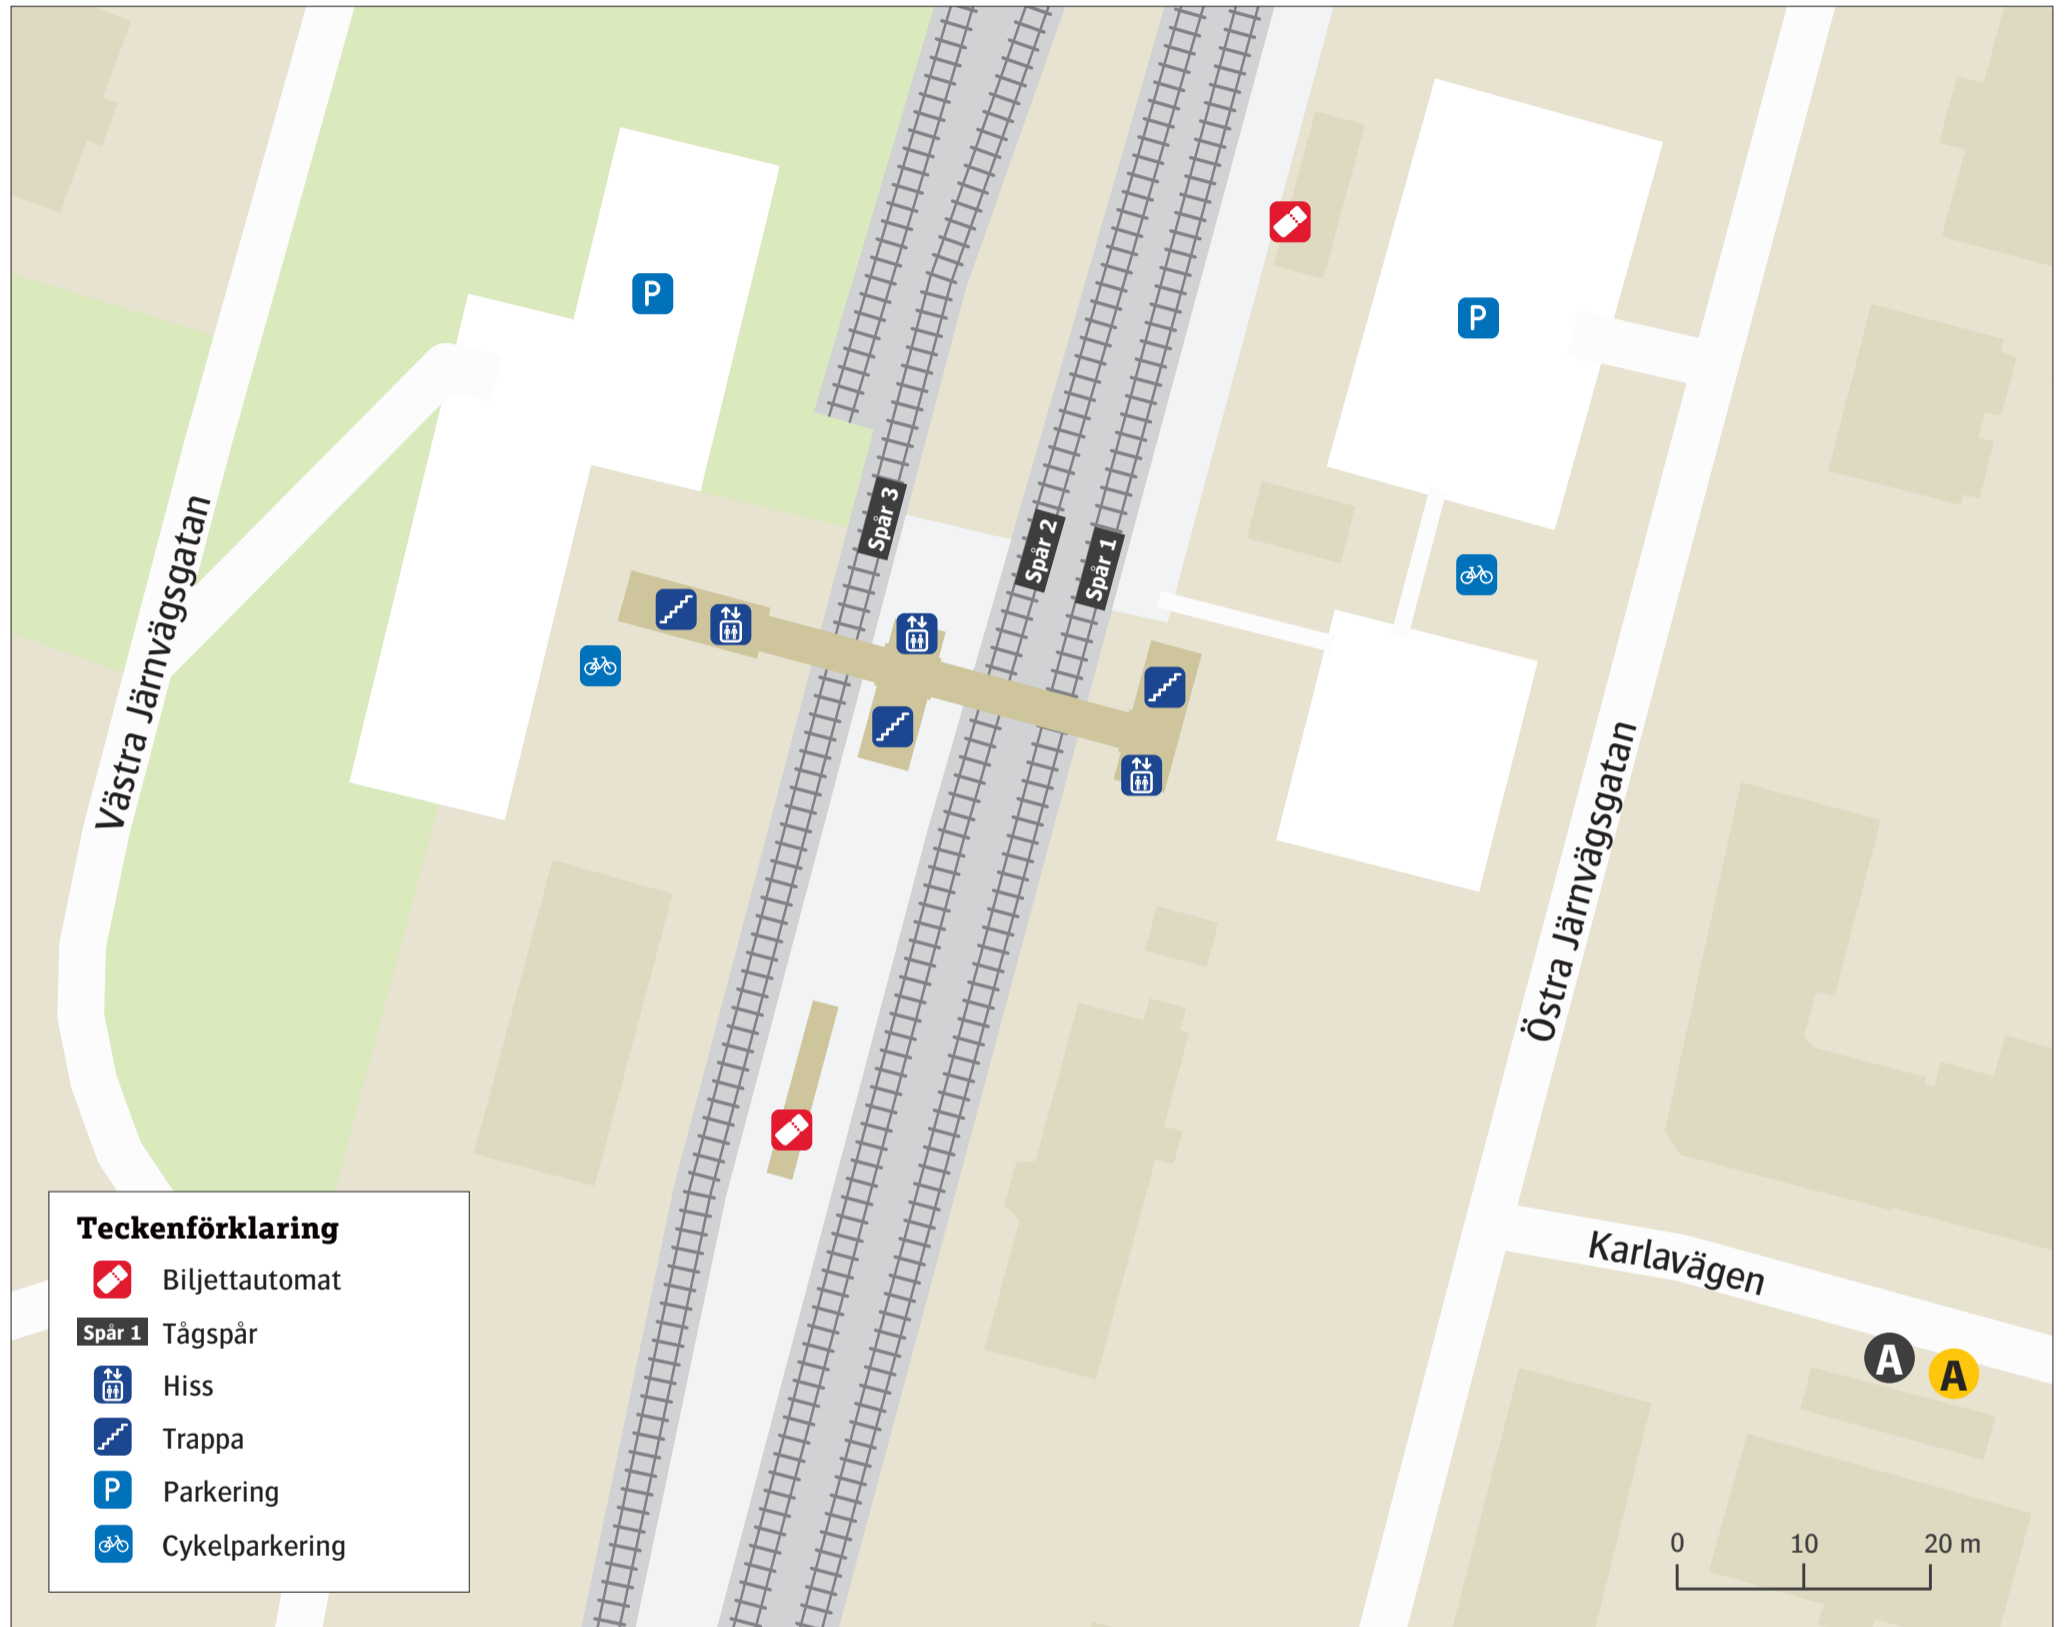 P
P
Spår 3
Spår 2
Spår 1
Västra Järnvägsgatan
Östra Järnvägsgatan
Karlavägen
A
A
Teckenförklaring
Biljettautomat
Spår 1 Tågspår
Hiss
Trappa
P Parkering
Cykelparkering
0 10 20 m